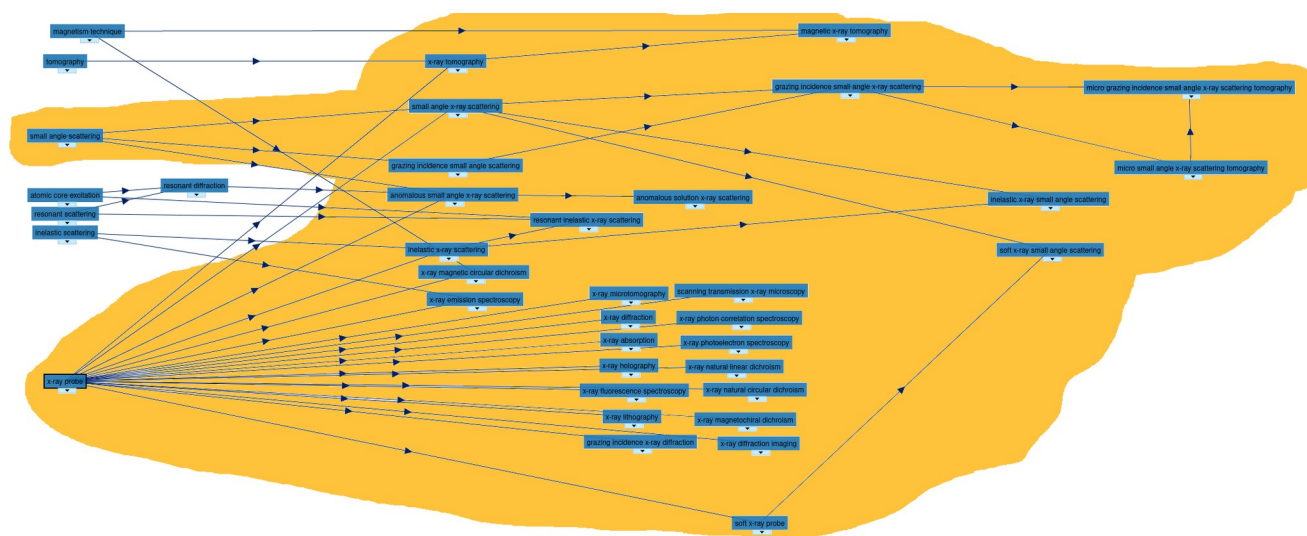 magnetism technique
magnetic x-ray tomography
tomography
x-ray tomography
grazing incidence small angle x-ray scattering
micro grazing incidence small angle x-ray scattering tomography
small angle x-ray scattering
small angle scattering
grazing incidence small angle scattering
micro small angle x-ray scattering tomography
resonant diffraction
atomic core exitation
anomalous small angle x-ray scattering
anomalous solution x-ray scattering
inelastic x-ray small angle scattering
resonant scattering
resonant inelastic x-ray scattering
inelastic scattering
inelastic x-ray scattering
soft x-ray small angle scattering
x-ray magnetic circular dichroism
x-ray emission spectroscopy
x-ray microtomography
scanning transmission x-ray microscopy
x-ray diffraction
x-ray photon correlation spectroscopy
x-ray absorption
x-ray photoelectron spectroscopy
x-ray holography
x-ray natural linear dichroism
x-ray probe
x-ray fluorescence spectroscopy
x-ray natural circular dichroism
x-ray lithography
x-ray magnetochiral dichroism
grazing incidence x-ray diffraction
x-ray diffraction imaging
soft x-ray probe